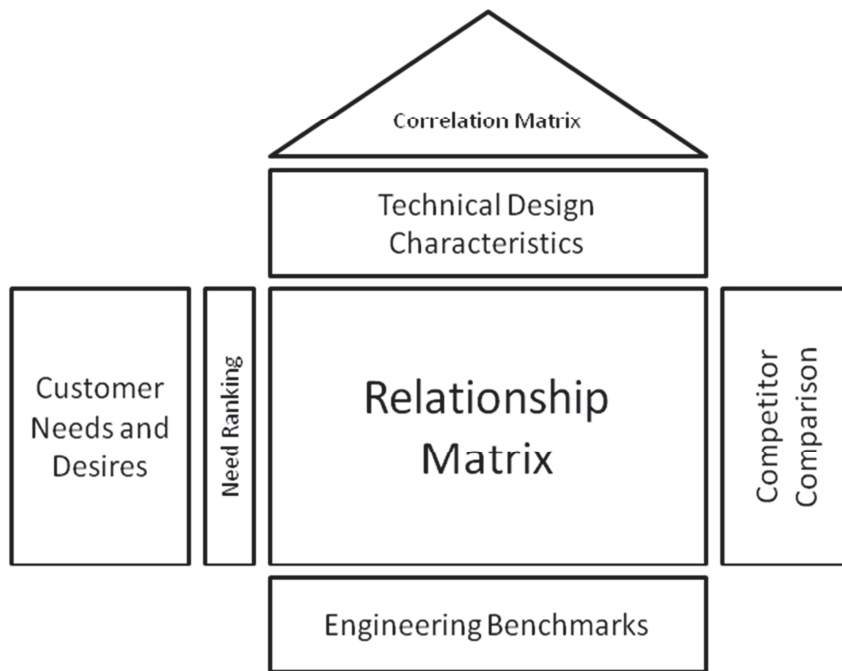 Correlation Matrix
Technical Design
Characteristics
Customer
Needs and
Desires
Need Ranking
Relationship
Matrix
Competitor
Comparison
Engineering Benchmarks